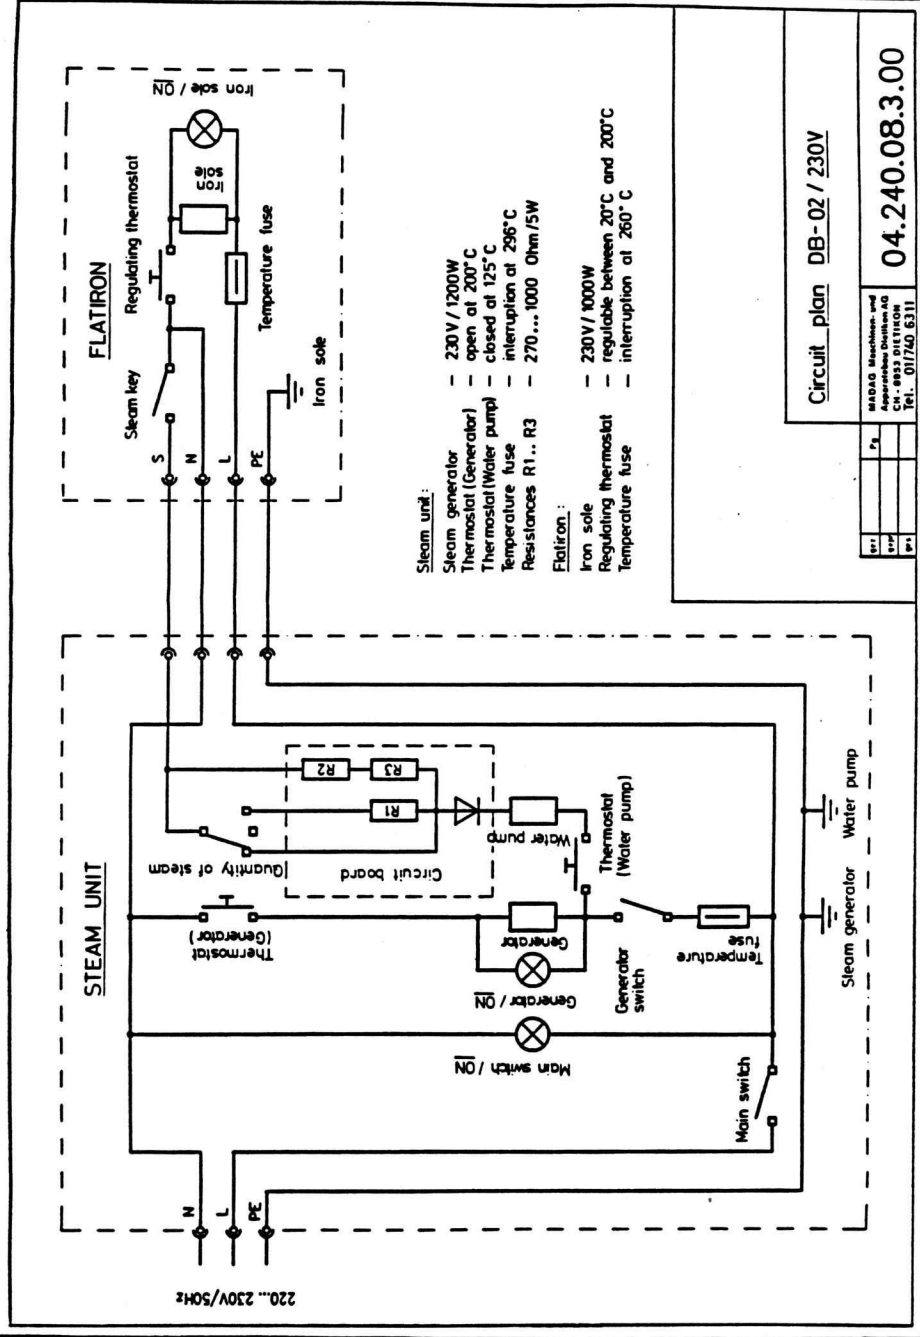 STEAM UNIT
220... 230V/50Hz
N
L
PE
Main switch
Main switch / ON
Thermostat
(Generator)
Generator / ON
Generator
Generator
switch
Temperature
fuse
Quantity of steam
Circuit board
R1
R2
R3
Water pump
Thermostat
(Water pump)
Steam generator
Water pump
FLATIRON
S
N
L
PE
Steam key
Regulating thermostat
Iron
sole
Iron sole / ON
Temperature fuse
Iron sole
Steam unit :
Steam generator – 230V/1200W
Thermostat (Generator) – open at 200°C
Thermostat (Water pump) – closed at 125°C
Temperature fuse – interruption at 296°C
Resistances R1.. R3 – 270... 1000 Ohm/5W
Flatiron :
Iron sole – 230V/1000W
Regulating thermostat – regulable between 20°C and 200°C
Temperature fuse – interruption at 260°C
Circuit plan DB-02 / 230V
MADAG Maschinen- und
Apparatebau Dietikon AG
CH - 8953 DIETIKON
Tel. 01/740 6311
04.240.08.3.00